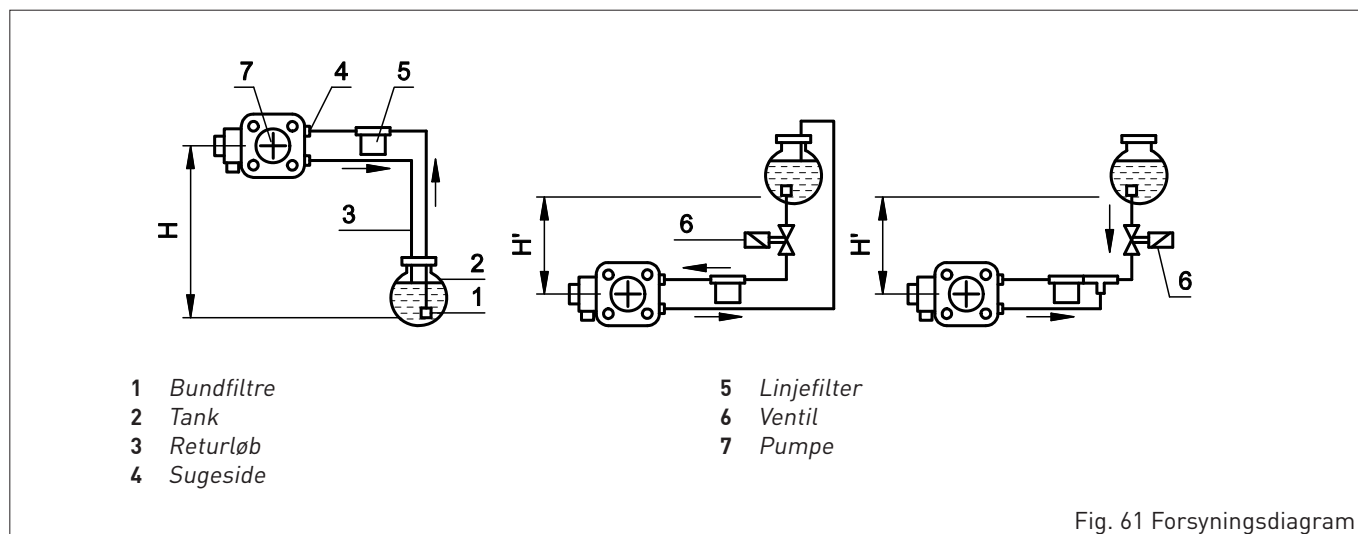 7 4 5
H 3 2 1
H' 6
H' 6
1 Bundfiltre
2 Tank
3 Returløb
4 Sugeside
5 Linjefilter
6 Ventil
7 Pumpe
Fig. 61 Forsyningsdiagram